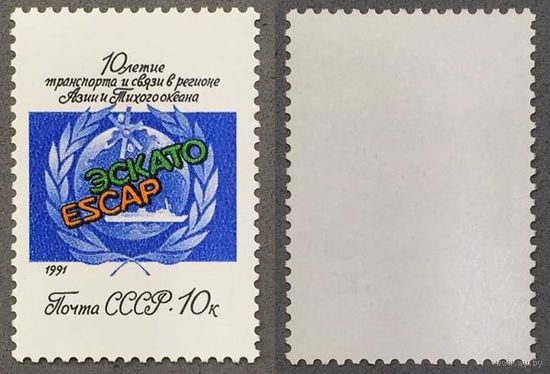 10летие
транспорта и связи в регионе
Азии и Тихого океана
ЭСКАТО
ESCAP
1991
Почта СССР·10к